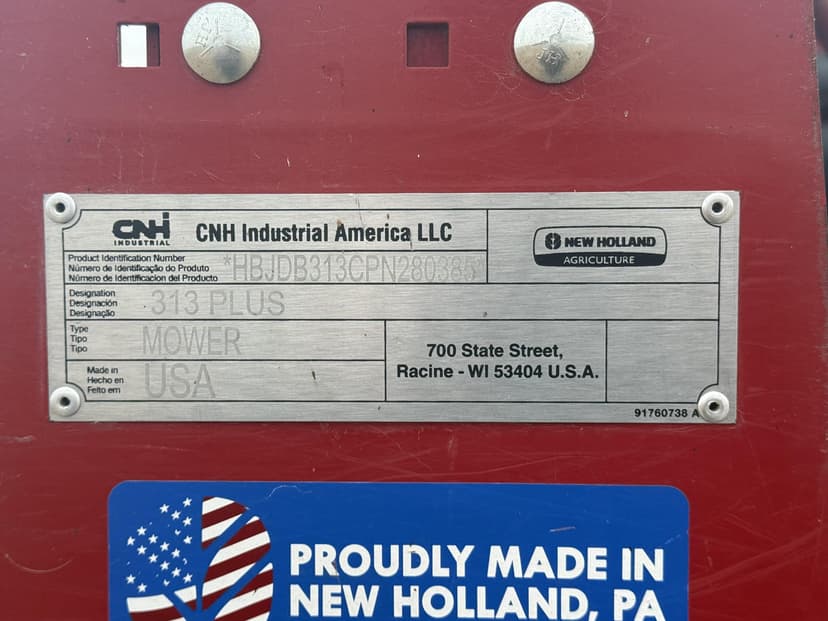 CNH
INDUSTRIAL
CNH Industrial America LLC
NEW HOLLAND
AGRICULTURE
Product Identification Number
Número de Identificação do Produto
Número de Identificacion del Producto
*HBJDB313CPN280385*
Designation
Designación
Designação
313 PLUS
Type
Tipo
Tipo
MOWER
Made in
Hecho en
Feito em
USA
700 State Street,
Racine - WI 53404 U.S.A.
91760738 A
PROUDLY MADE IN
NEW HOLLAND, PA